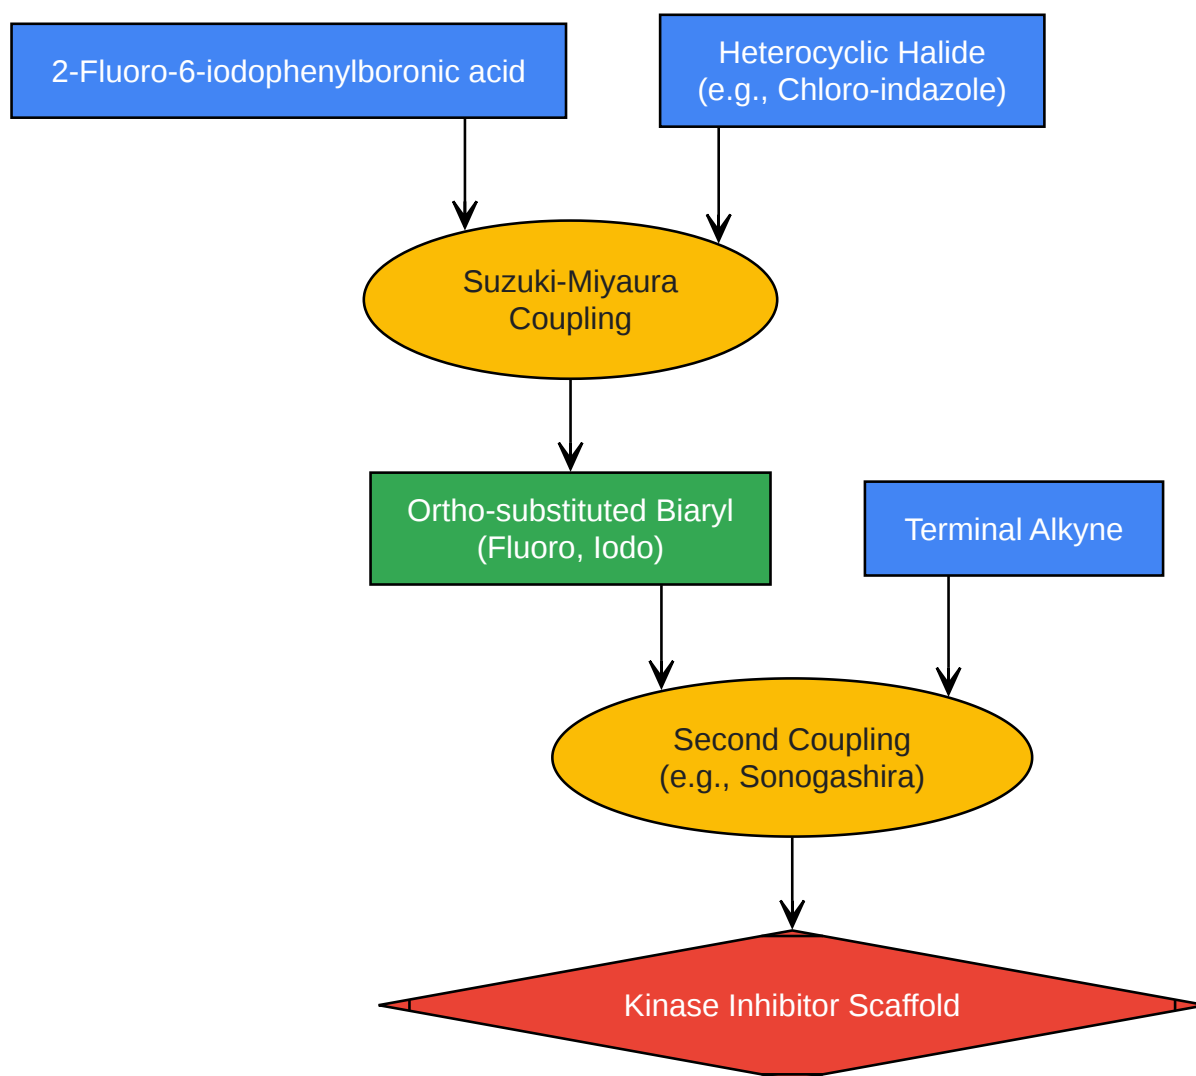 2-Fluoro-6-iodophenylboronic acid
Heterocyclic Halide
(e.g., Chloro-indazole)
Suzuki-Miyaura
Coupling
Ortho-substituted Biaryl
(Fluoro, Iodo)
Terminal Alkyne
Second Coupling
(e.g., Sonogashira)
Kinase Inhibitor Scaffold